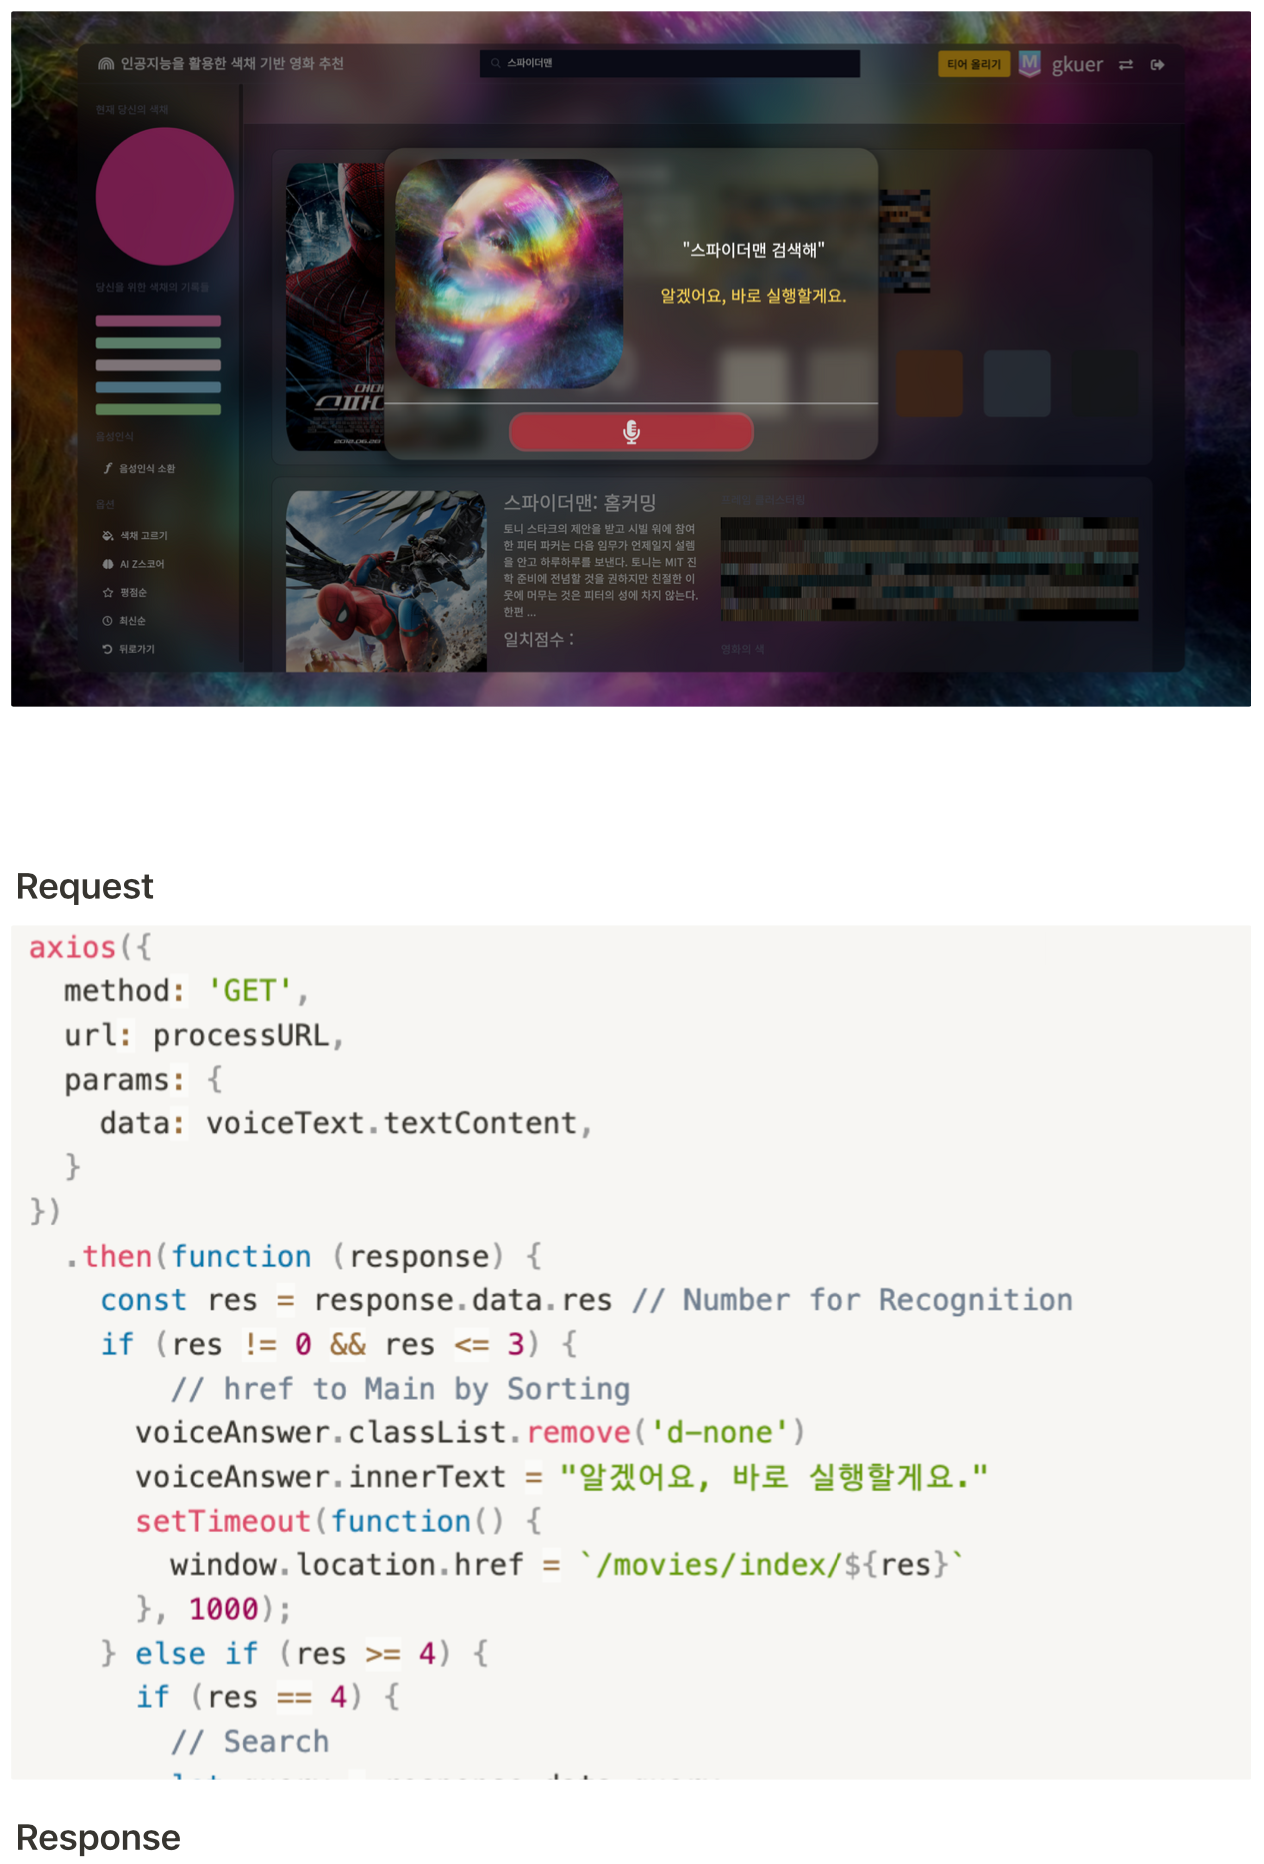 인공지능을 활용한 색채 기반 영화 추천
스파이더맨
티어 올리기
M
gkuer
현재 당신의 색채
당신을 위한 색채의 기록들
음성인식
음성인식 소환
옵션
색채 고르기
AI Z스코어
평점순
최신순
뒤로가기
"스파이더맨 검색해"
알겠어요, 바로 실행할게요.
2012.06.28
스파이더맨: 홈커밍
토니 스타크의 제안을 받고 시빌 워에 참여
한 피터 파커는 다음 임무가 언제일지 설렘
을 안고 하루하루를 보낸다. 토니는 MIT 진
학 준비에 전념할 것을 권하지만 친절한 이
웃에 머무는 것은 피터의 성에 차지 않는다.
한편 ...
일치점수 :
영화의 색
Request
axios({
  method: 'GET',
  url: processURL,
  params: {
    data: voiceText.textContent,
  }
})
  .then(function (response) {
    const res = response.data.res // Number for Recognition
    if (res != 0 && res <= 3) {
        // href to Main by Sorting
      voiceAnswer.classList.remove('d-none')
      voiceAnswer.innerText = "알겠어요, 바로 실행할게요."
      setTimeout(function() {
        window.location.href = `/movies/index/${res}`
      }, 1000);
    } else if (res >= 4) {
      if (res == 4) {
        // Search
Response